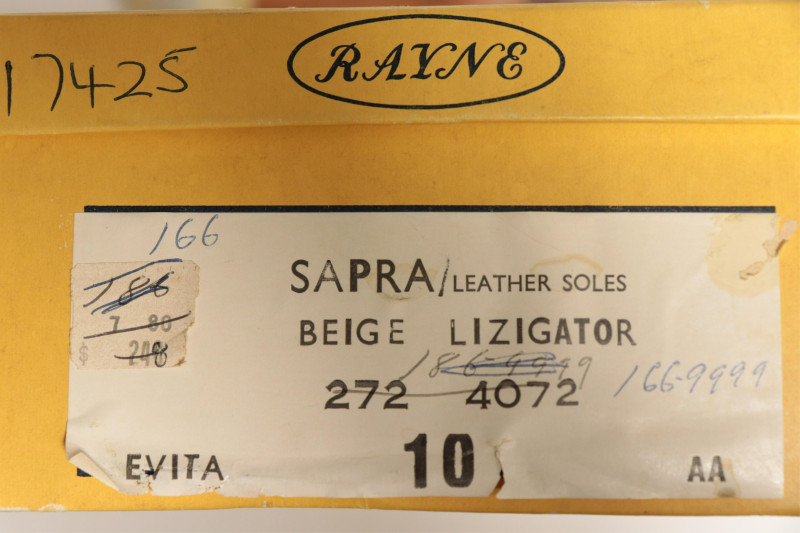 17425
RAYNE
166
186
7 80
$ 248
SAPRA/LEATHER SOLES
BEIGE LIZIGATOR
186-9999
272 4072
166-9999
EVITA 10 AA